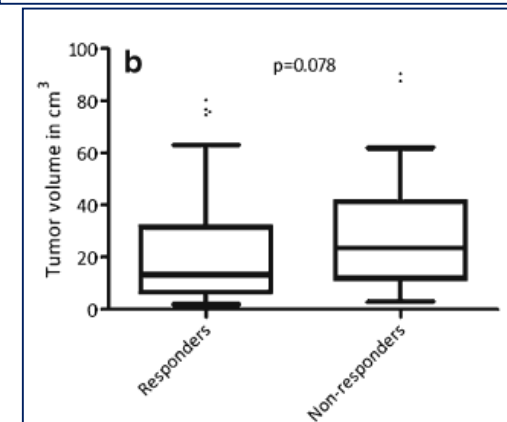 b
p=0.078
Tumor volume in cm3
100
80
60
40
20
0
Responders
Non-responders